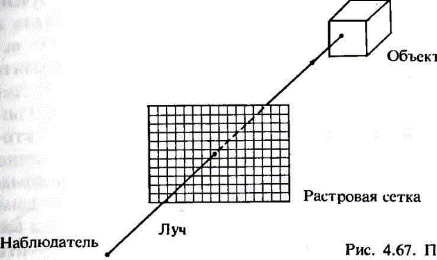 Объект
Растровая сетка
Луч
Наблюдатель
Рис. 4.67. П